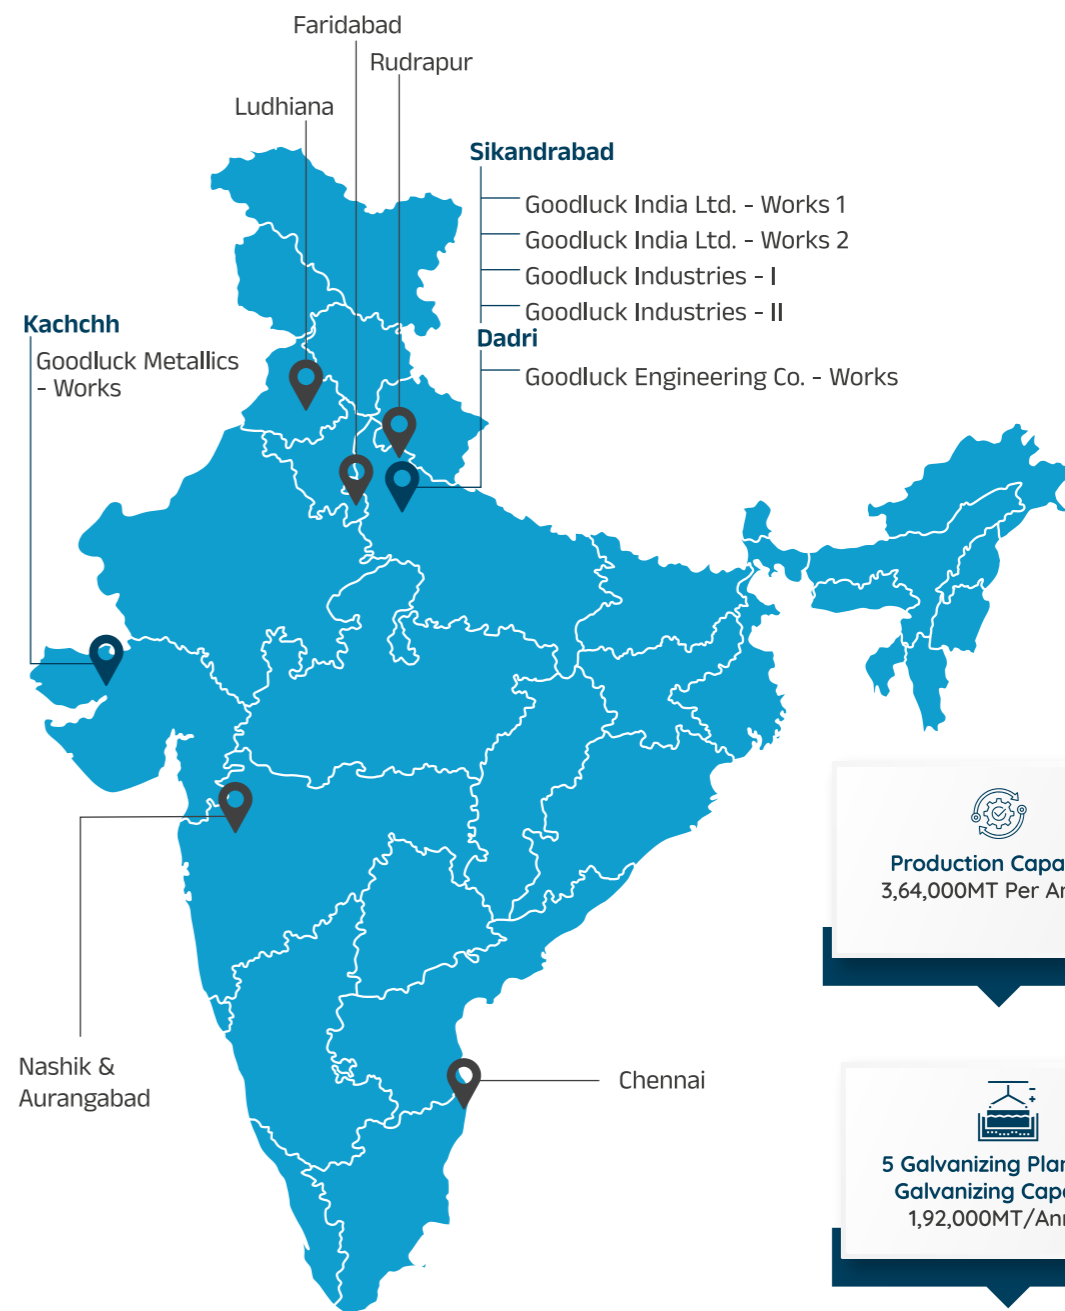 Faridabad
Rudrapur
Ludhiana
Sikandrabad
Goodluck India Ltd. - Works 1
Goodluck India Ltd. - Works 2
Goodluck Industries - I
Goodluck Industries - II
Dadri
Goodluck Engineering Co. - Works
Kachchh
Goodluck Metallics
- Works
Production Capa
3,64,000MT Per An
5 Galvanizing Plan
Galvanizing Capa
1,92,000MT/Ann
Nashik &
Aurangabad
Chennai